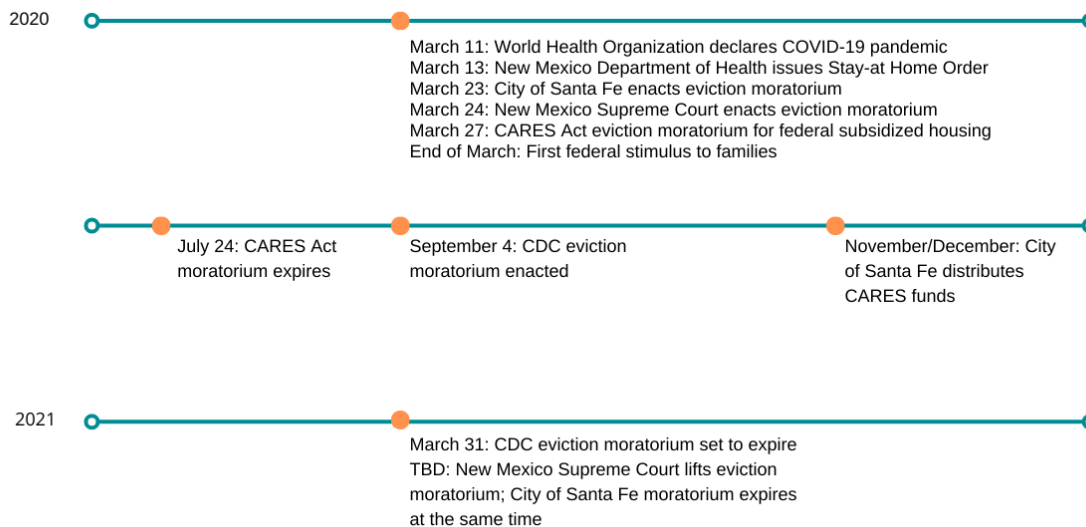 2020
March 11: World Health Organization declares COVID-19 pandemic
March 13: New Mexico Department of Health issues Stay-at Home Order
March 23: City of Santa Fe enacts eviction moratorium
March 24: New Mexico Supreme Court enacts eviction moratorium
March 27: CARES Act eviction moratorium for federal subsidized housing
End of March: First federal stimulus to families
July 24: CARES Act
moratorium expires
September 4: CDC eviction
moratorium enacted
November/December: City
of Santa Fe distributes
CARES funds
2021
March 31: CDC eviction moratorium set to expire
TBD: New Mexico Supreme Court lifts eviction
moratorium; City of Santa Fe moratorium expires
at the same time